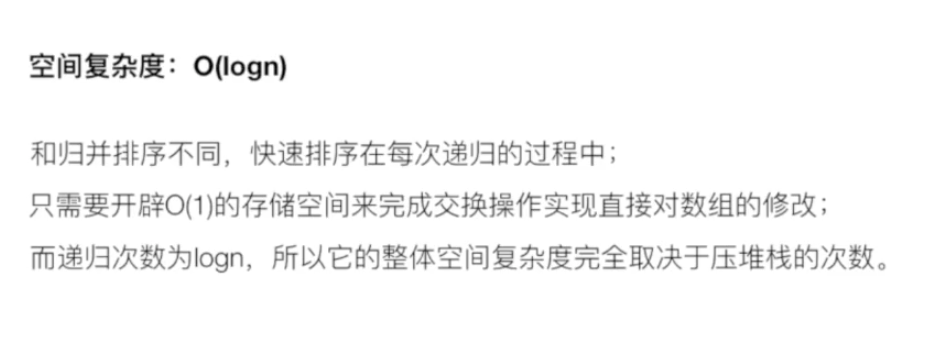 空间复杂度：O(logn)
和归并排序不同，快速排序在每次递归的过程中；
只需要开辟O(1)的存储空间来完成交换操作实现直接对数组的修改；
而递归次数为logn，所以它的整体空间复杂度完全取决于压堆栈的次数。